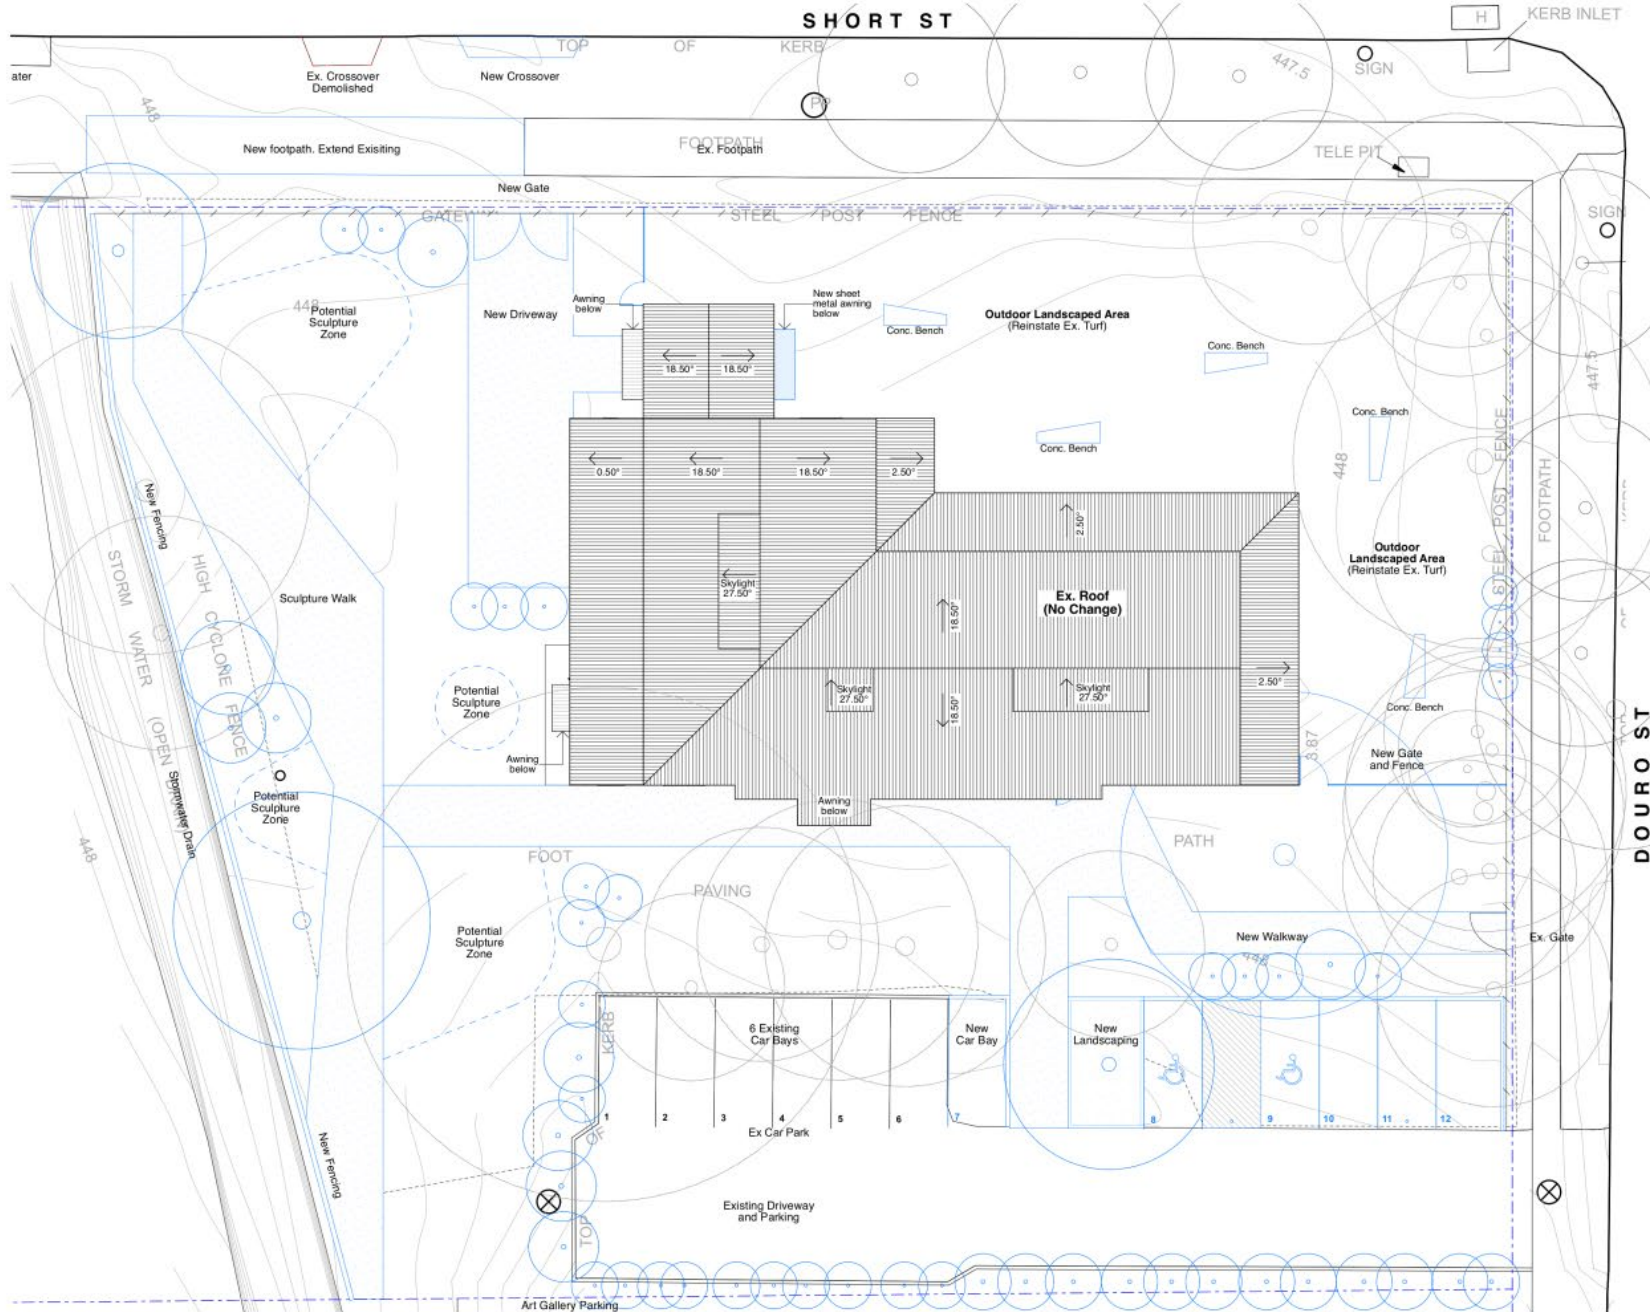 SHORT ST
H
KERB INLET
TOP OF KERB
ater
Ex. Crossover
Demolished
New Crossover
447.5
SIGN
448
PP
New footpath. Extend Exisiting
FOOTPATH
Ex. Footpath
TELE PIT
New Gate
GATEWAY
STEEL POST FENCE
SIGN
448
Potential
Sculpture
Zone
New Driveway
Awning
below
New sheet
metal awning
below
Conc. Bench
Outdoor Landscaped Area
(Reinstate Ex. Turf)
Conc. Bench
18.50°
18.50°
447.5
Conc. Bench
Conc. Bench
0.50°
18.50°
18.50°
2.50°
448
STEEL POST FENCE
FOOTPATH
New Fencing
2.50°
Outdoor
Landscaped Area
(Reinstate Ex. Turf)
STORM WATER (OPEN
HIGH CYCLONE FENCE
Sculpture Walk
Skylight
27.50°
18.50°
Ex. Roof
(No Change)
2.50°
Potential
Sculpture
Zone
Skylight
27.50°
18.50°
Skylight
27.50°
Conc. Bench
DOURO ST
Awning
below
3.87
New Gate
and Fence
Stormwater Drain
Potential
Sculpture
Zone
Awning
below
448
FOOT
PATH
PAVING
Potential
Sculpture
Zone
New Walkway
Ex. Gate
KERB
6 Existing
Car Bays
New
Car Bay
New
Landscaping
1 2 3 4 5 6 7 8 9 10 11 12
Ex Car Park
OF
New Fencing
Existing Driveway
and Parking
TOP
Art Gallery Parking